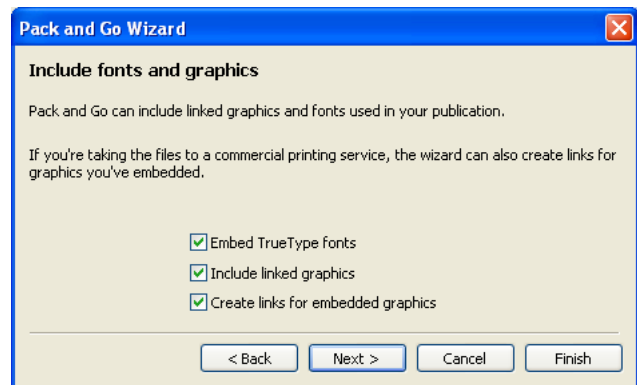 Pack and Go Wizard
Include fonts and graphics
Pack and Go can include linked graphics and fonts used in your publication.
If you're taking the files to a commercial printing service, the wizard can also create links for
graphics you've embedded.
Embed TrueType fonts
Include linked graphics
Create links for embedded graphics
< Back Next > Cancel Finish